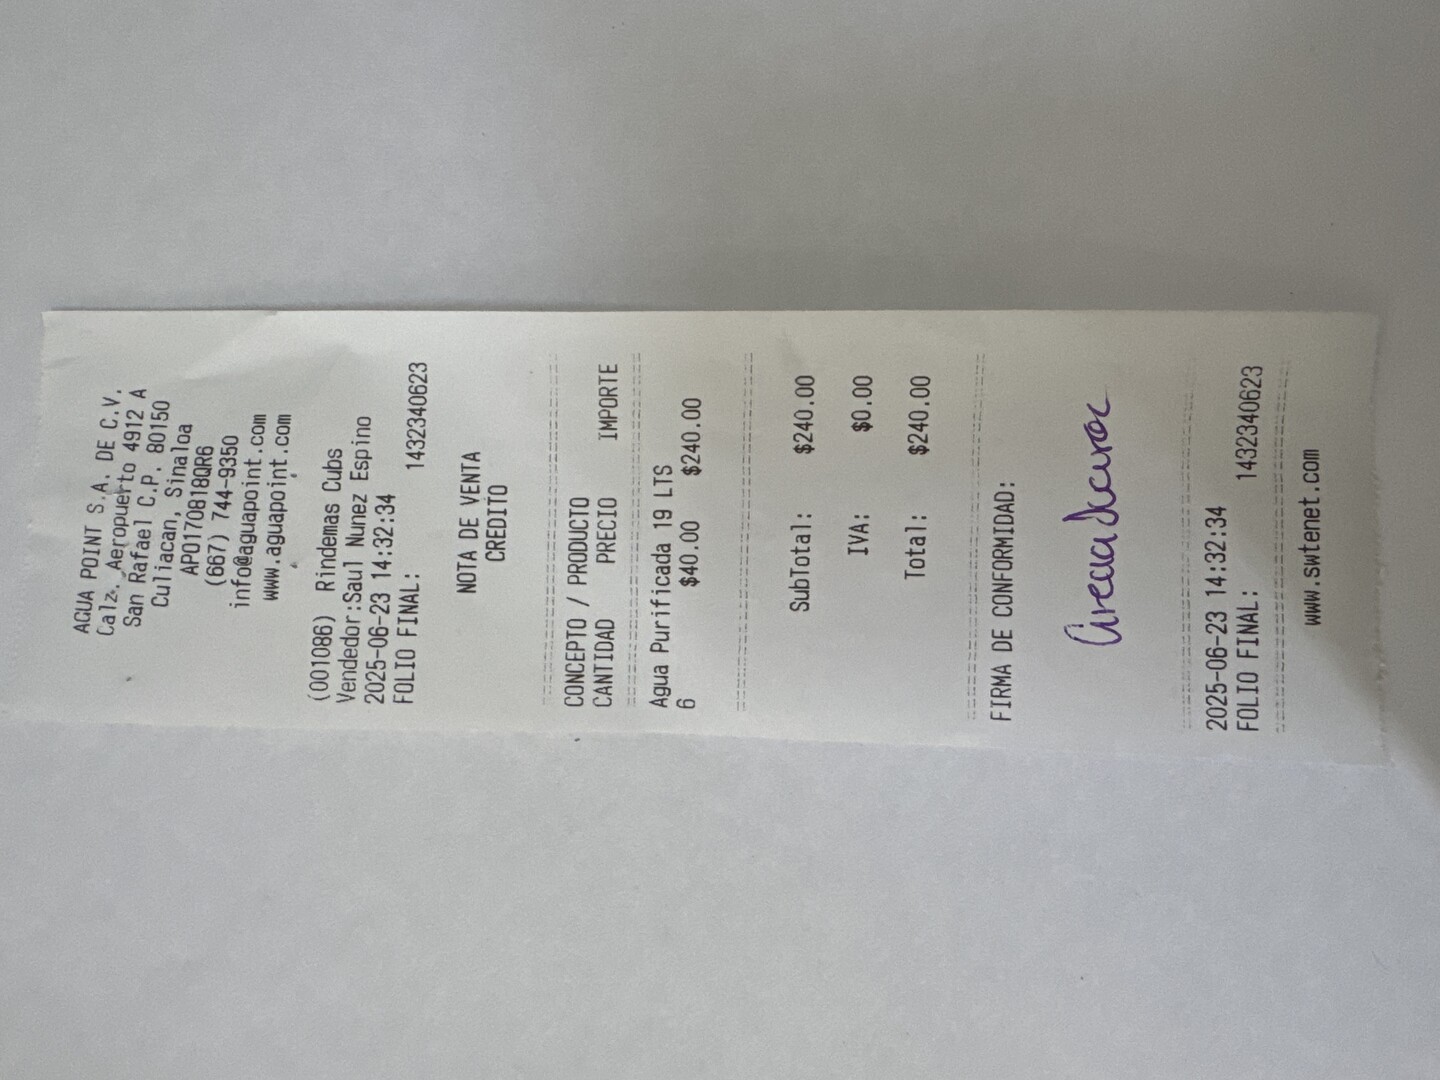 AGUA POINT S.A. DE C.V.
Calz. Aeropuerto 4912 A
San Rafael C.P. 80150
Culiacan, Sinaloa
APO170818QR6
(667) 744-9350
info@aguapoint.com
www.aguapoint.com
(001086) Rindemas Cubs
Vendedor:Saul Nunez Espino
2025-06-23 14:32:34
FOLIO FINAL: 1432340623
NOTA DE VENTA
CREDITO
CONCEPTO / PRODUCTO
CANTIDAD PRECIO IMPORTE
Agua Purificada 19 LTS
6 $40.00 $240.00
SubTotal: $240.00
IVA: $0.00
Total: $240.00
FIRMA DE CONFORMIDAD:
2025-06-23 14:32:34
FOLIO FINAL: 1432340623
www.swtenet.com